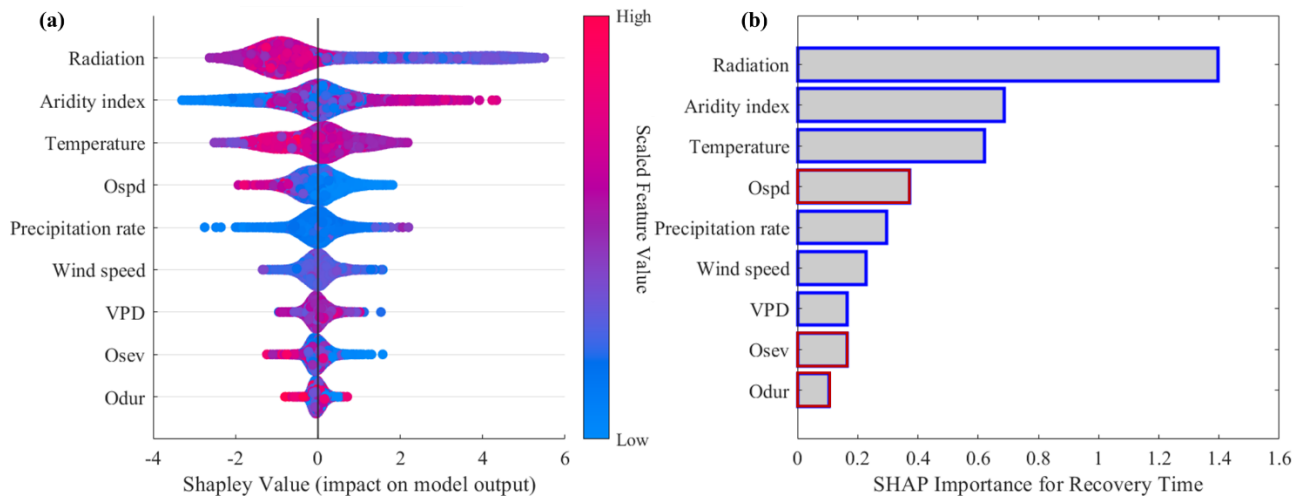 (a)
Radiation
Aridity index
Temperature
Ospd
Precipitation rate
Wind speed
VPD
Osev
Odur
-4
-2
0
2
4
6
Shapley Value (impact on model output)
High
Low
Scaled Feature Value
(b)
Radiation
Aridity index
Temperature
Ospd
Precipitation rate
Wind speed
VPD
Osev
Odur
0
0.2
0.4
0.6
0.8
1
1.2
1.4
1.6
SHAP Importance for Recovery Time